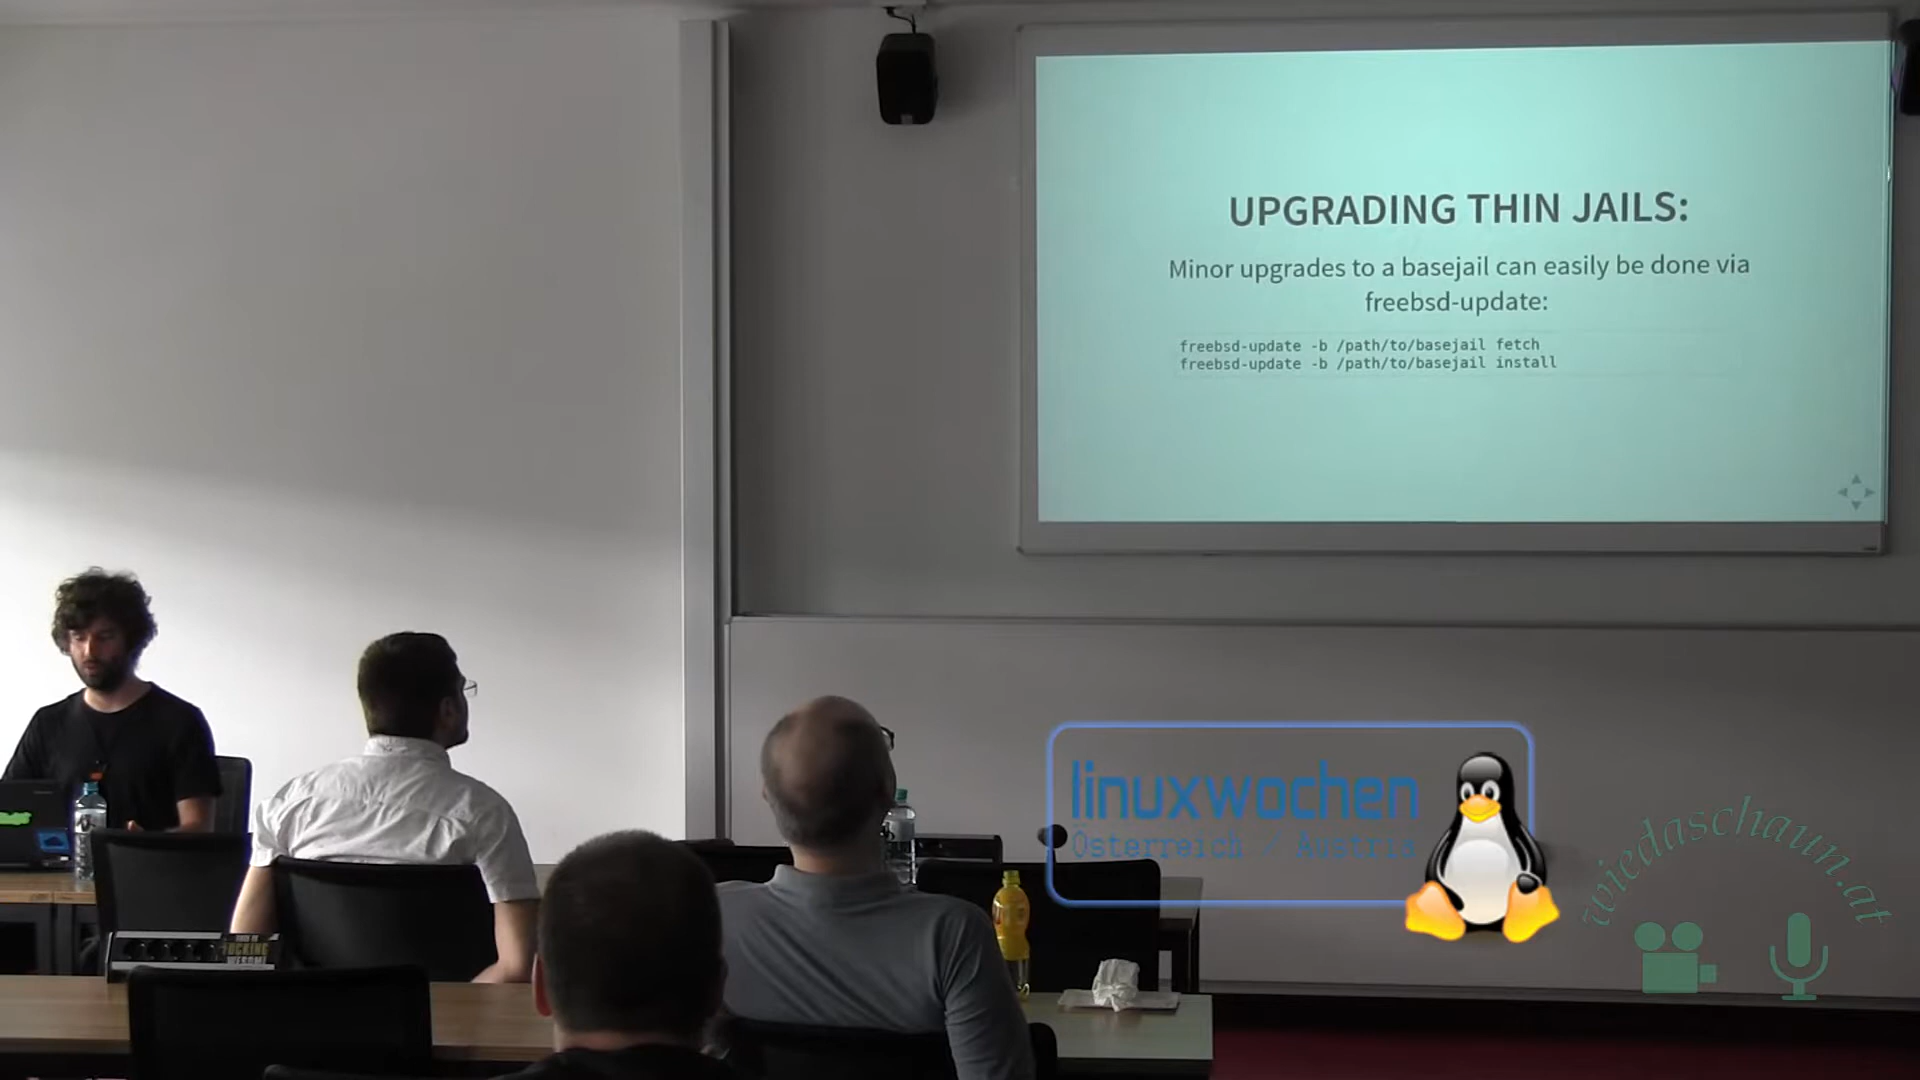 UPGRADING THIN JAILS:
Minor upgrades to a basejail can easily be done via
freebsd-update:
freebsd-update -b /path/to/basejail fetch
freebsd-update -b /path/to/basejail install
linuxwochen
Österreich / Austria
wiedaschaun.at